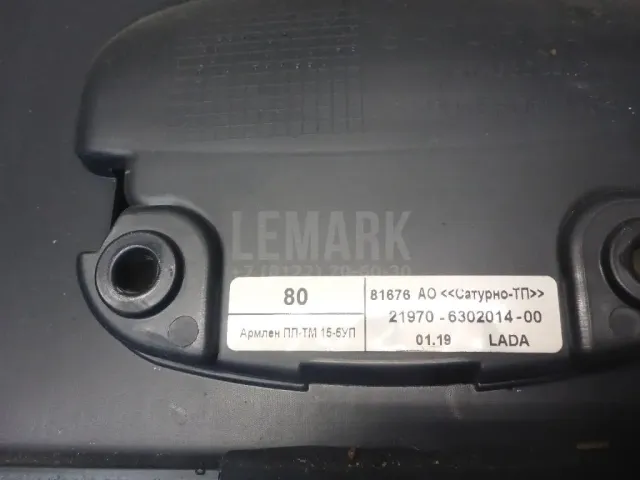 LEMARK
80
Армлен ПП-ТМ 15-5УП
81676 АО <<Сатурно-ТП>>
21970-6302014-00
01.19 LADA